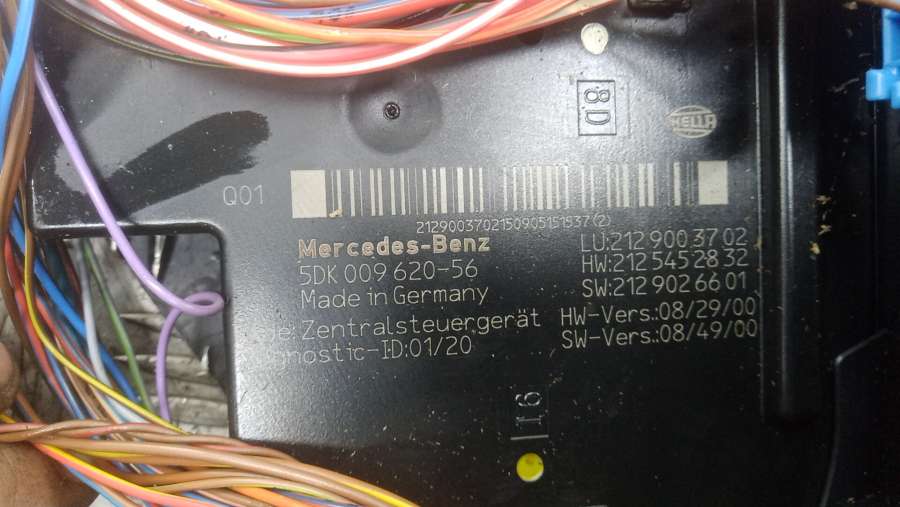 8D
HELLA
Q01
2129003702150905151537(2)
Mercedes-Benz
LU:212 900 37 02
5DK 009 620-56
HW:212 545 28 32
Made in Germany
SW:212 902 66 01
e:Zentralsteuergerät
HW-Vers.:08/29/00
gnostic-ID:01/20
SW-Vers.:08/49/00
16